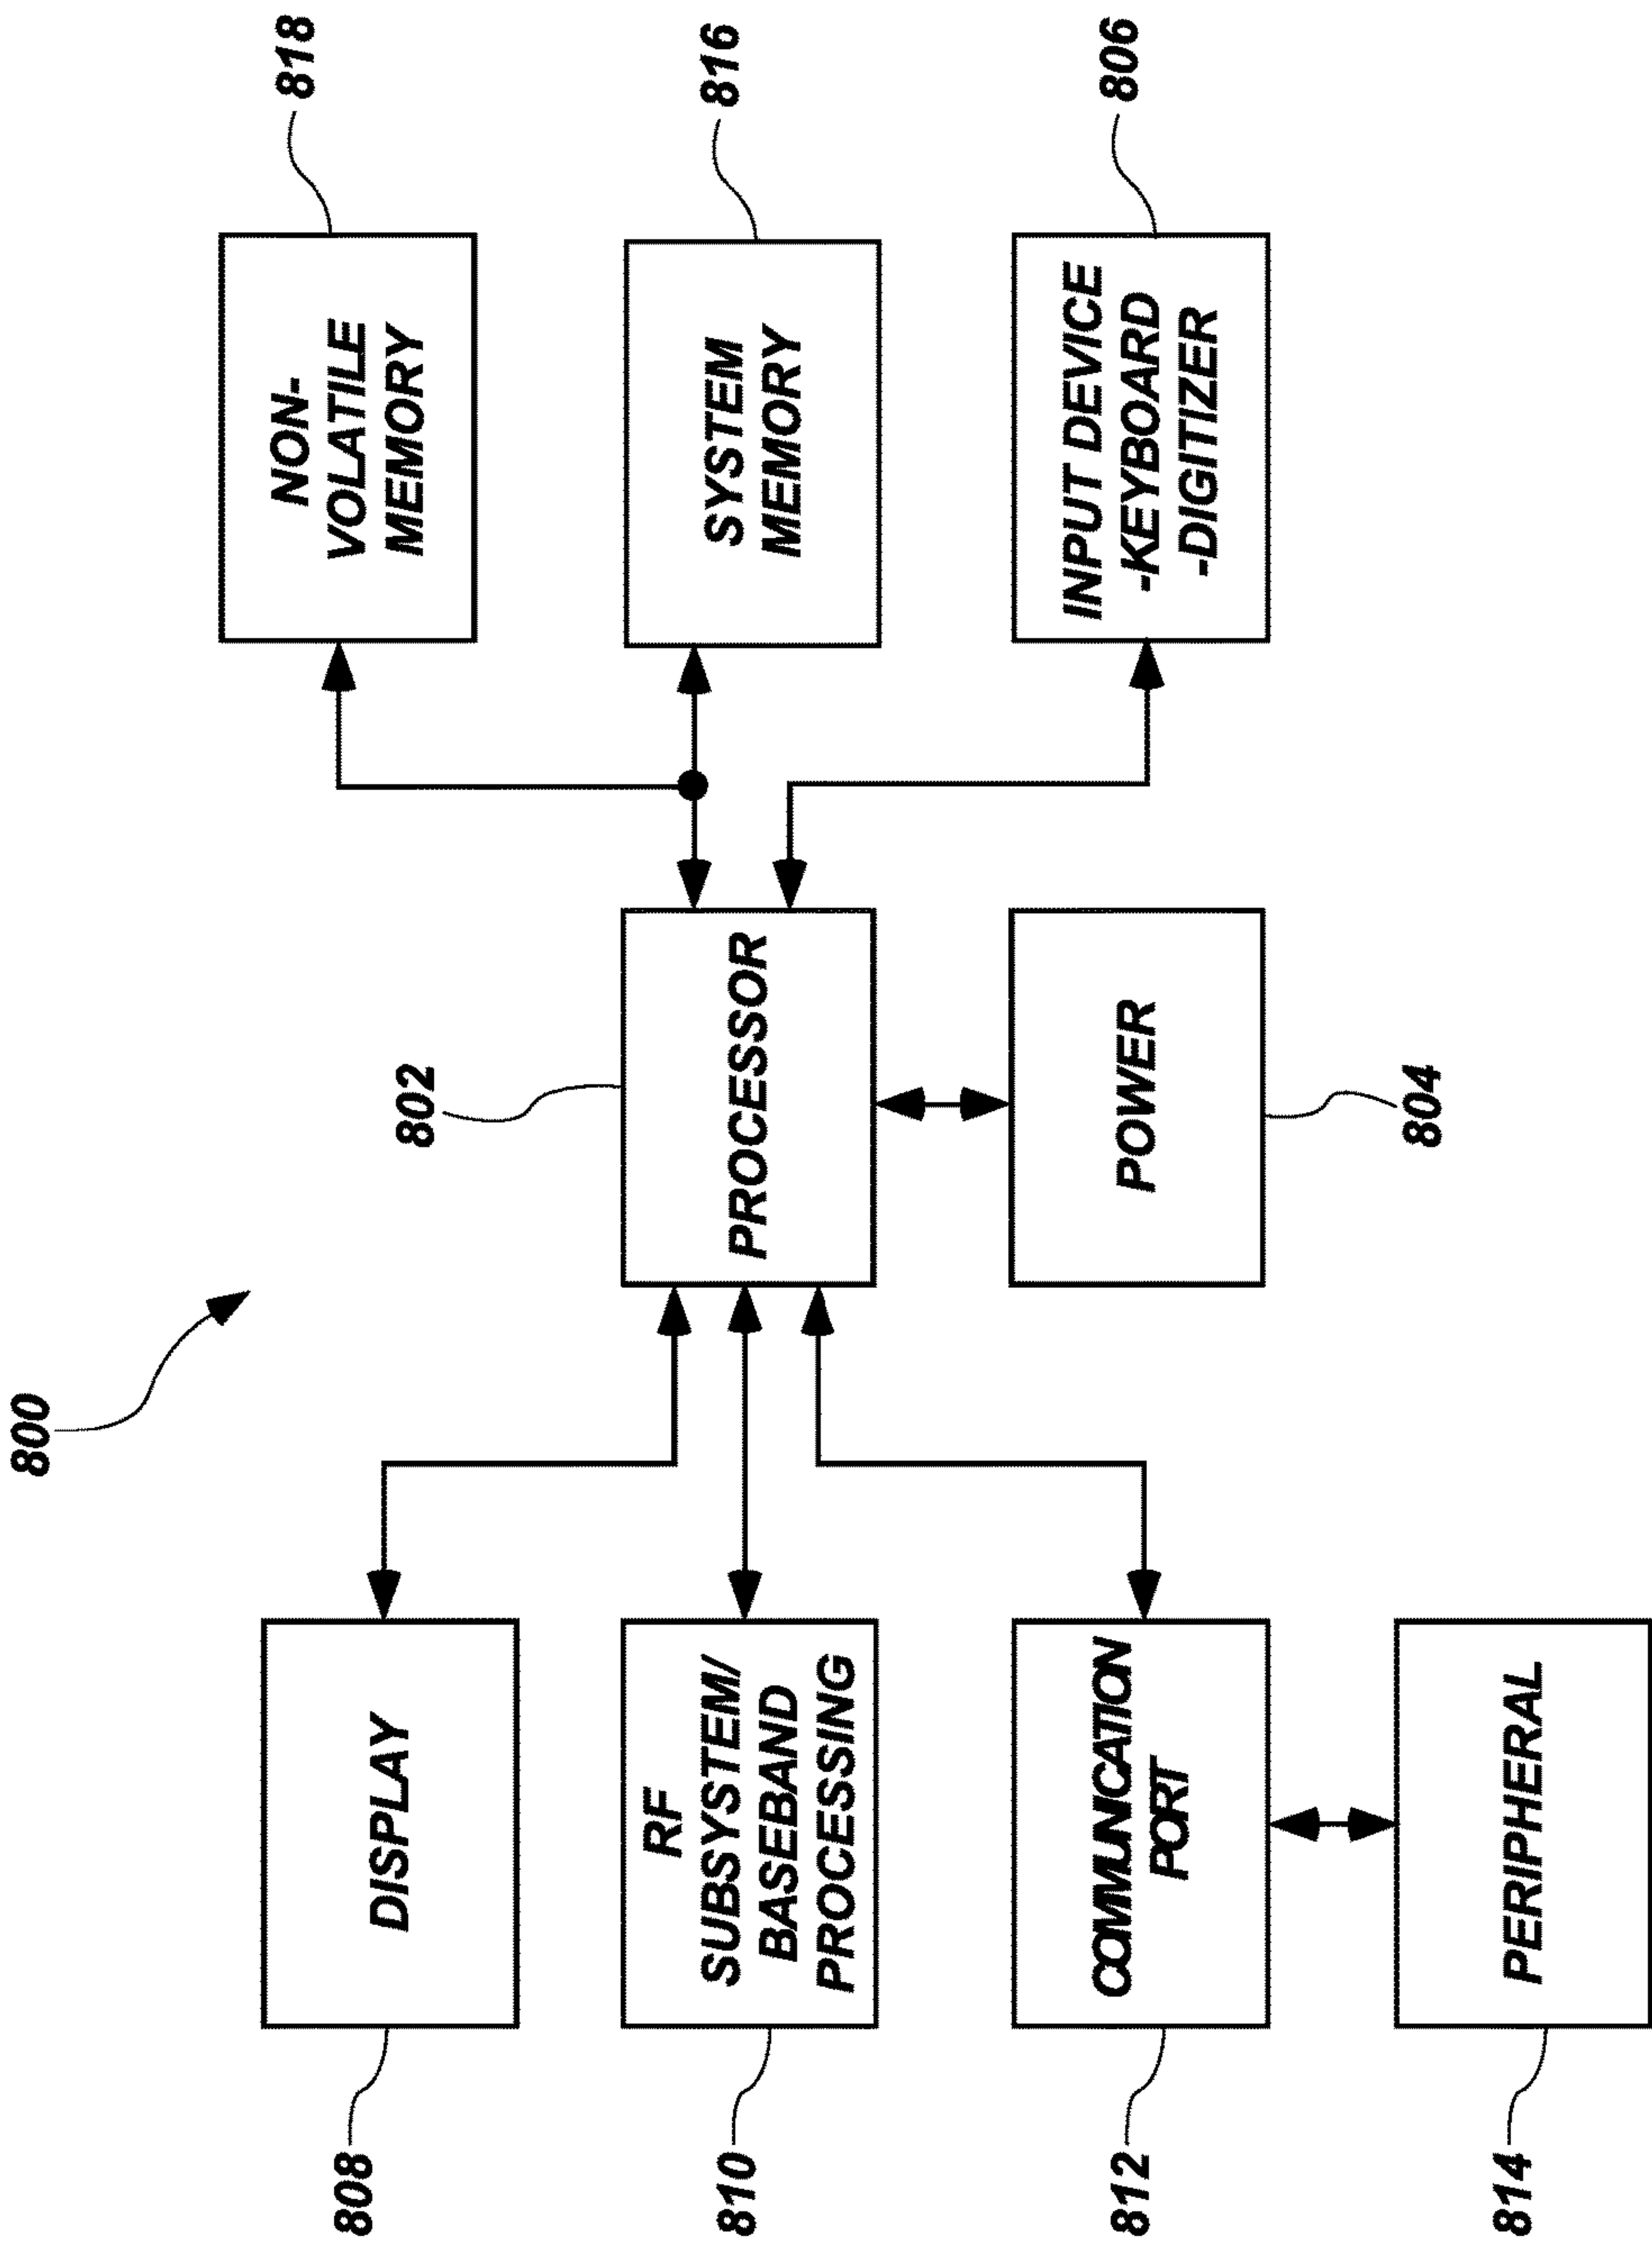 800
808
DISPLAY
810
RF
SUBSYSTEM/
BASEBAND
PROCESSING
812
COMMUNICATION
PORT
814
PERIPHERAL
802
PROCESSOR
POWER
804
818
NON-
VOLATILE
MEMORY
816
SYSTEM
MEMORY
806
INPUT DEVICE
-KEYBOARD
-DIGITIZER